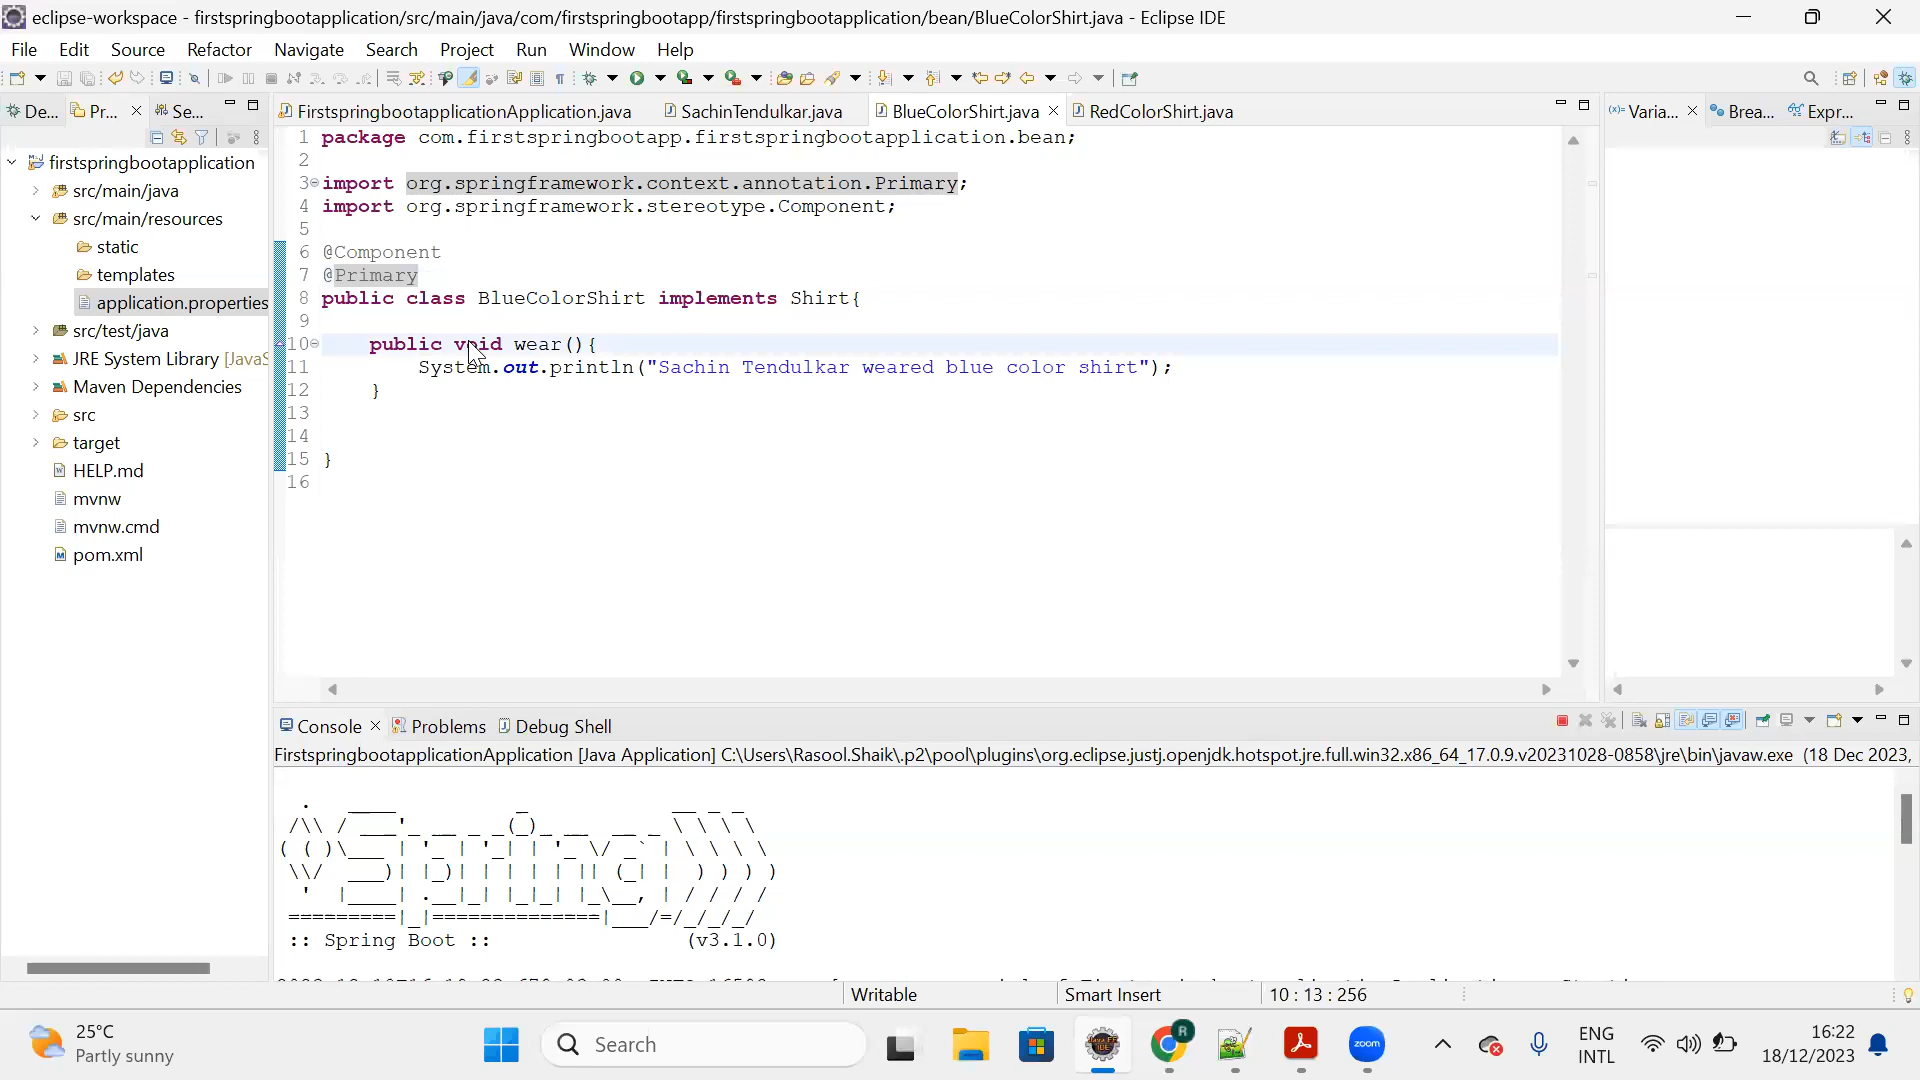 eclipse-workspace - firstspringbootapplication/src/main/java/com/firstspringbootapp/firstspringbootapplication/bean/BlueColorShirt.java - Eclipse IDE
File Edit Source Refactor Navigate Search Project Run Window Help
De... Pr... Se...
FirstspringbootapplicationApplication.java SachinTendulkar.java BlueColorShirt.java RedColorShirt.java
Varia... Brea... Expr...
firstspringbootapplication
src/main/java
src/main/resources
static
templates
application.properties
src/test/java
JRE System Library [JavaS
Maven Dependencies
src
target
HELP.md
mvnw
mvnw.cmd
pom.xml
1 package com.firstspringbootapp.firstspringbootapplication.bean;
2
3 import org.springframework.context.annotation.Primary;
4 import org.springframework.stereotype.Component;
5
6 @Component
7 @Primary
8 public class BlueColorShirt implements Shirt{
9
10 public void wear(){
11 System.out.println("Sachin Tendulkar weared blue color shirt");
12 }
13
14
15 }
16
Console Problems Debug Shell
FirstspringbootapplicationApplication [Java Application] C:\Users\Rasool.Shaik\.p2\pool\plugins\org.eclipse.justj.openjdk.hotspot.jre.full.win32.x86_64_17.0.9.v20231028-0858\jre\bin\javaw.exe (18 Dec 2023,
Spring
:: Spring Boot :: (v3.1.0)
Writable Smart Insert 10 : 13 : 256
25°C
Partly sunny
Search
zoom
ENG
INTL
16:22
18/12/2023